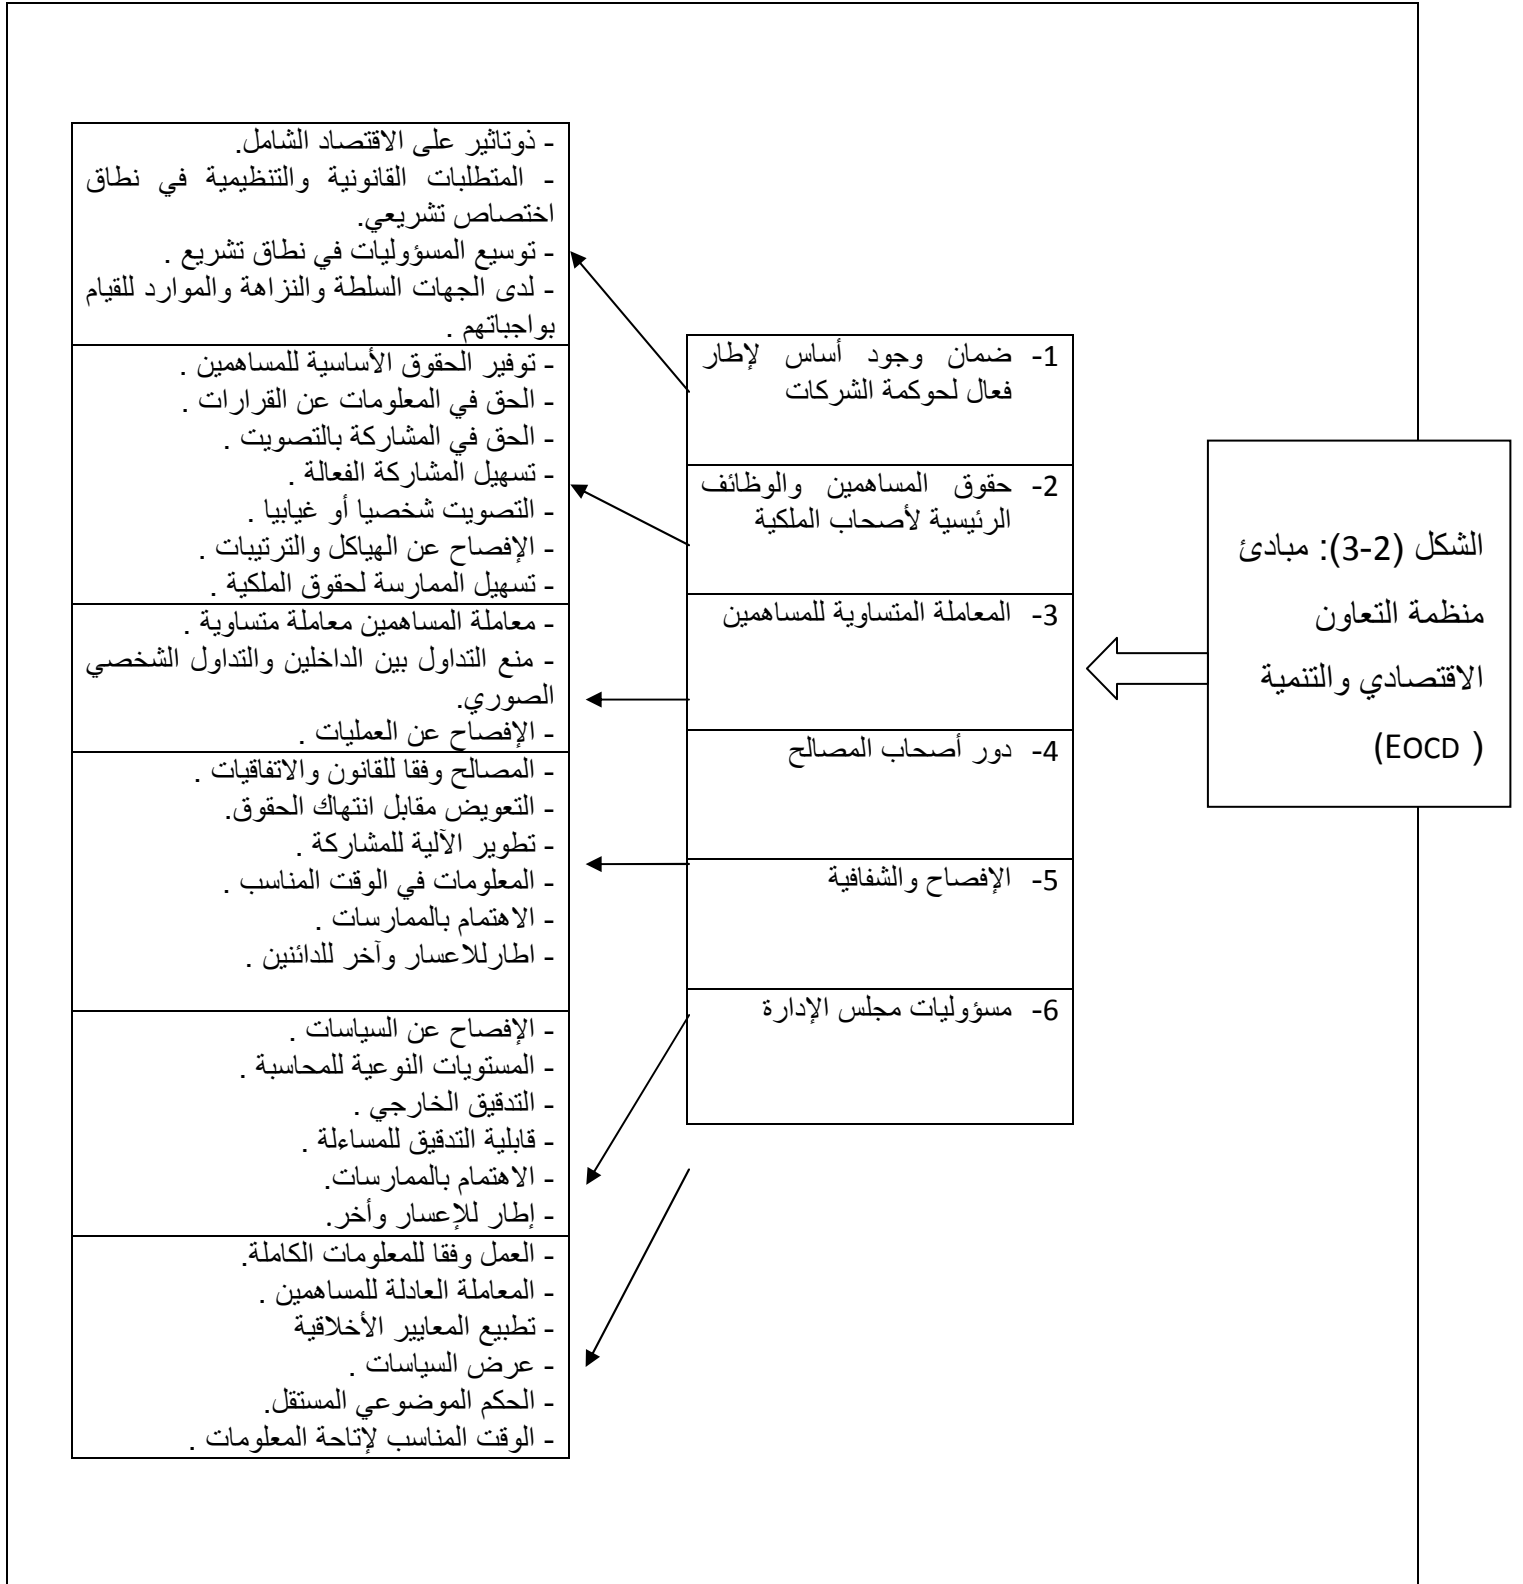 الشكل (2-3): مبادئ
منظمة التعاون
الاقتصادي والتنمية
( EOCD)
1- ضمان وجود أساس لإطار
فعال لحوكمة الشركات
2- حقوق المساهمين والوظائف
الرئيسية لأصحاب الملكية
3- المعاملة المتساوية للمساهمين
4- دور أصحاب المصالح
5- الإفصاح والشفافية
6- مسؤوليات مجلس الإدارة
- ذوتاثير على الاقتصاد الشامل.
- المتطلبات القانونية والتنظيمية في نطاق
اختصاص تشريعي.
- توسيع المسؤوليات في نطاق تشريع .
- لدى الجهات السلطة والنزاهة والموارد للقيام
بواجباتهم .
- توفير الحقوق الأساسية للمساهمين .
- الحق في المعلومات عن القرارات .
- الحق في المشاركة بالتصويت .
- تسهيل المشاركة الفعالة .
- التصويت شخصيا أو غيابيا .
- الإفصاح عن الهياكل والترتيبات .
- تسهيل الممارسة لحقوق الملكية .
- معاملة المساهمين معاملة متساوية .
- منع التداول بين الداخلين والتداول الشخصي
الصوري.
- الإفصاح عن العمليات .
- المصالح وفقا للقانون والاتفاقيات .
- التعويض مقابل انتهاك الحقوق.
- تطوير الآلية للمشاركة .
- المعلومات في الوقت المناسب .
- الاهتمام بالممارسات .
- اطارللاعسار وآخر للدائنين .
- الإفصاح عن السياسات .
- المستويات النوعية للمحاسبة .
- التدقيق الخارجي .
- قابلية التدقيق للمساءلة .
- الاهتمام بالممارسات.
- إطار للإعسار وأخر.
- العمل وفقا للمعلومات الكاملة.
- المعاملة العادلة للمساهمين .
- تطبيع المعايير الأخلاقية
- عرض السياسات .
- الحكم الموضوعي المستقل.
- الوقت المناسب لإتاحة المعلومات .